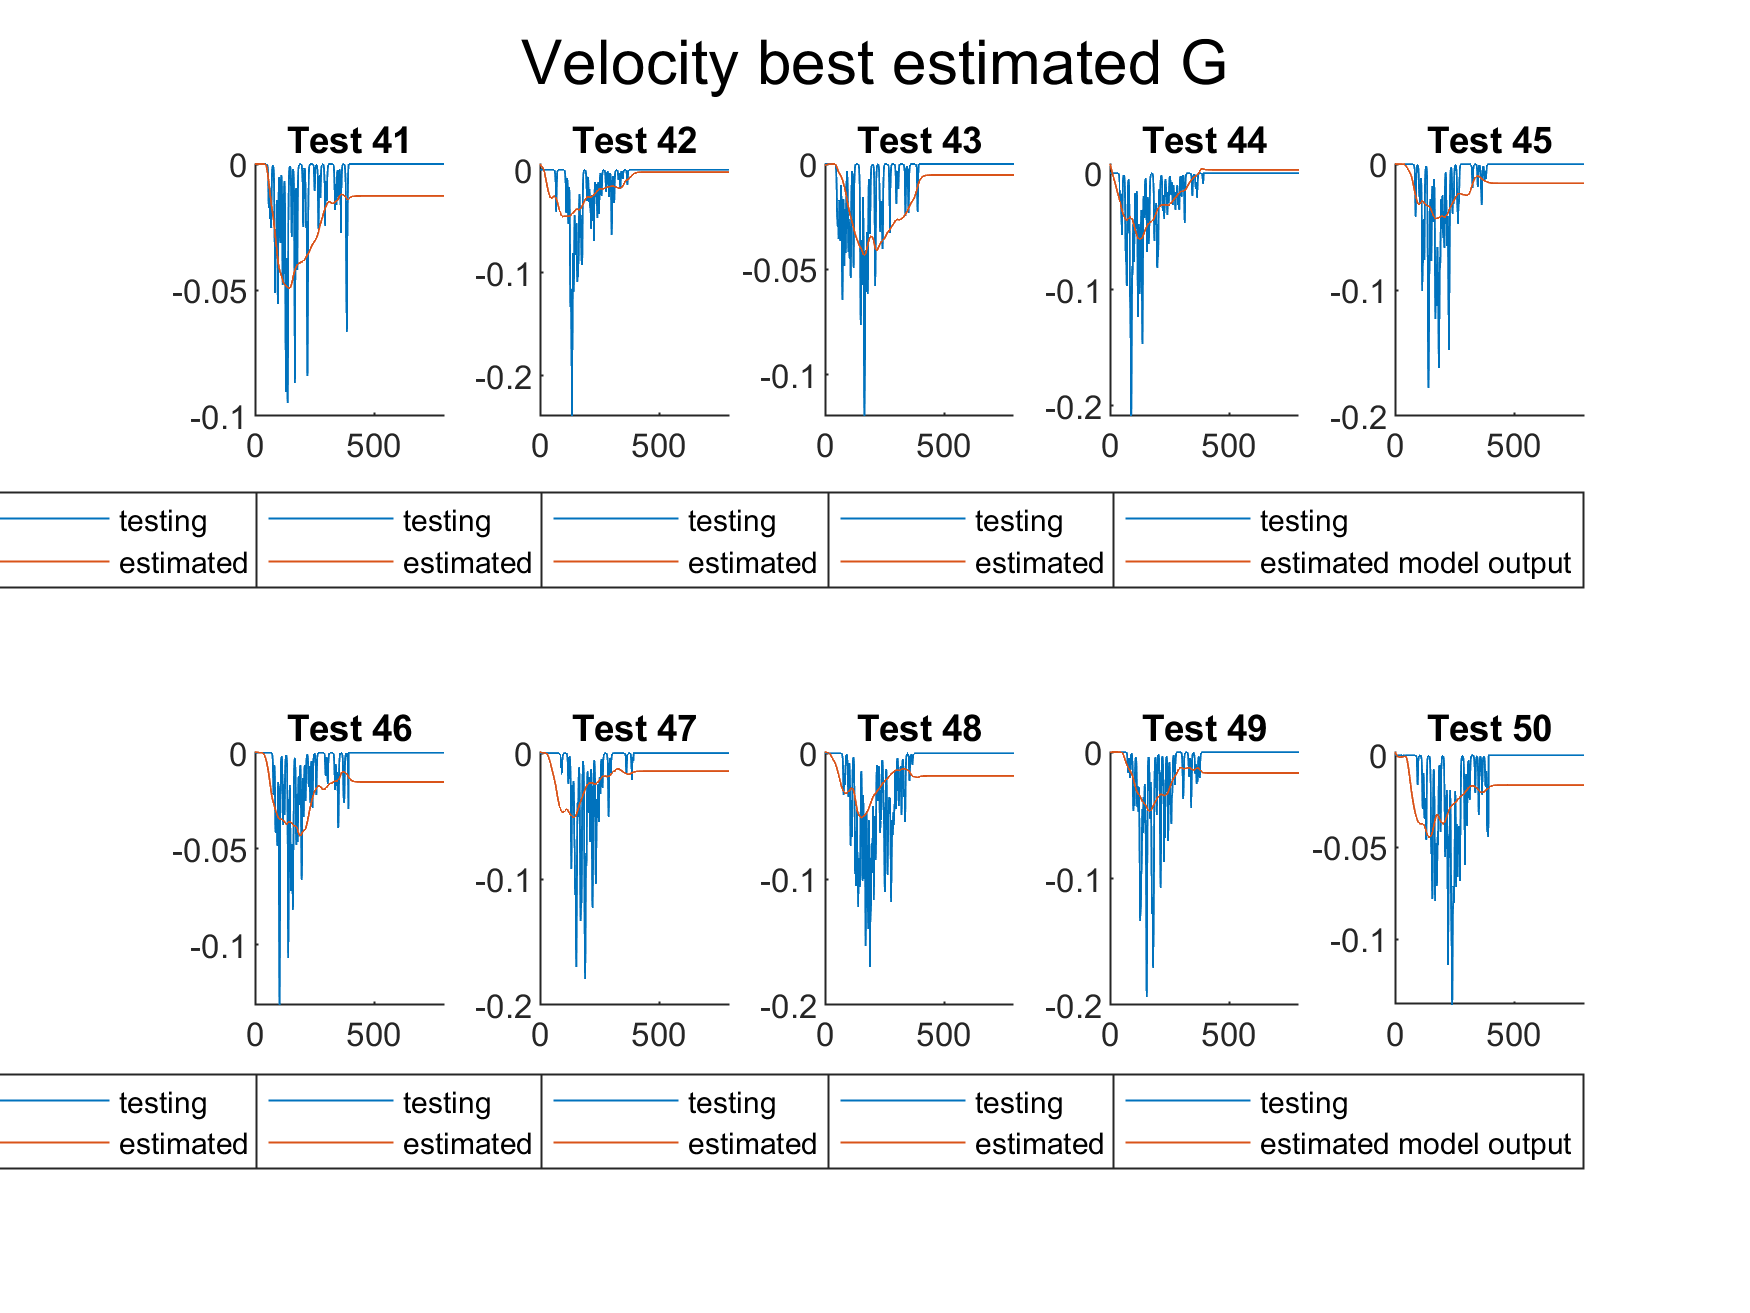 Velocity best estimated G
Test 41 Test 42 Test 43 Test 44 Test 45
0 0 0 0 0
-0.05 -0.1 -0.05 -0.1 -0.1
-0.1 -0.2 -0.1 -0.2 -0.2
0 500 0 500 0 500 0 500 0 500
testing testing testing testing testing
estimated estimated estimated estimated estimated model output
Test 46 Test 47 Test 48 Test 49 Test 50
0 0 0 0 0
-0.05 -0.1 -0.1 -0.1 -0.05
-0.1 -0.2 -0.2 -0.2 -0.1
0 500 0 500 0 500 0 500 0 500
testing testing testing testing testing
estimated estimated estimated estimated estimated model output